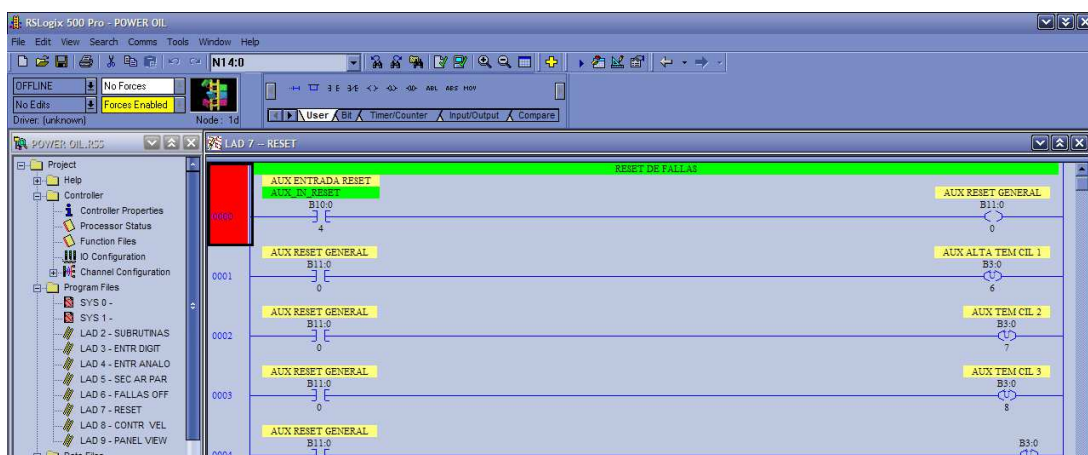 RSLogix 500 Pro - POWER OIL
File Edit View Search Comms Tools Window Help
N14:0
OFFLINE No Forces
No Edits Forces Enabled
Driver: (unknown) Node: 1d
ABL ABS MOV
User Bit Timer/Counter Input/Output Compare
POWER OIL.RSS
Project
Help
Controller
Controller Properties
Processor Status
Function Files
IO Configuration
Channel Configuration
Program Files
SYS 0 -
SYS 1 -
LAD 2 - SUBRUTINAS
LAD 3 - ENTR DIGIT
LAD 4 - ENTR ANALO
LAD 5 - SEC AR PAR
LAD 6 - FALLAS OFF
LAD 7 - RESET
LAD 8 - CONTR VEL
LAD 9 - PANEL VIEW
Data Files
LAD 7 -- RESET
RESET DE FALLAS
AUX ENTRADA RESET
AUX_IN_RESET
B10:0
4
AUX RESET GENERAL
B11:0
0
0000
AUX RESET GENERAL
B11:0
0
AUX ALTA TEM CIL 1
B3:0
U
6
0001
AUX RESET GENERAL
B11:0
0
AUX TEM CIL 2
B3:0
U
7
0002
AUX RESET GENERAL
B11:0
0
AUX TEM CIL 3
B3:0
U
8
0003
AUX RESET GENERAL
B11:0
B3:0
0004